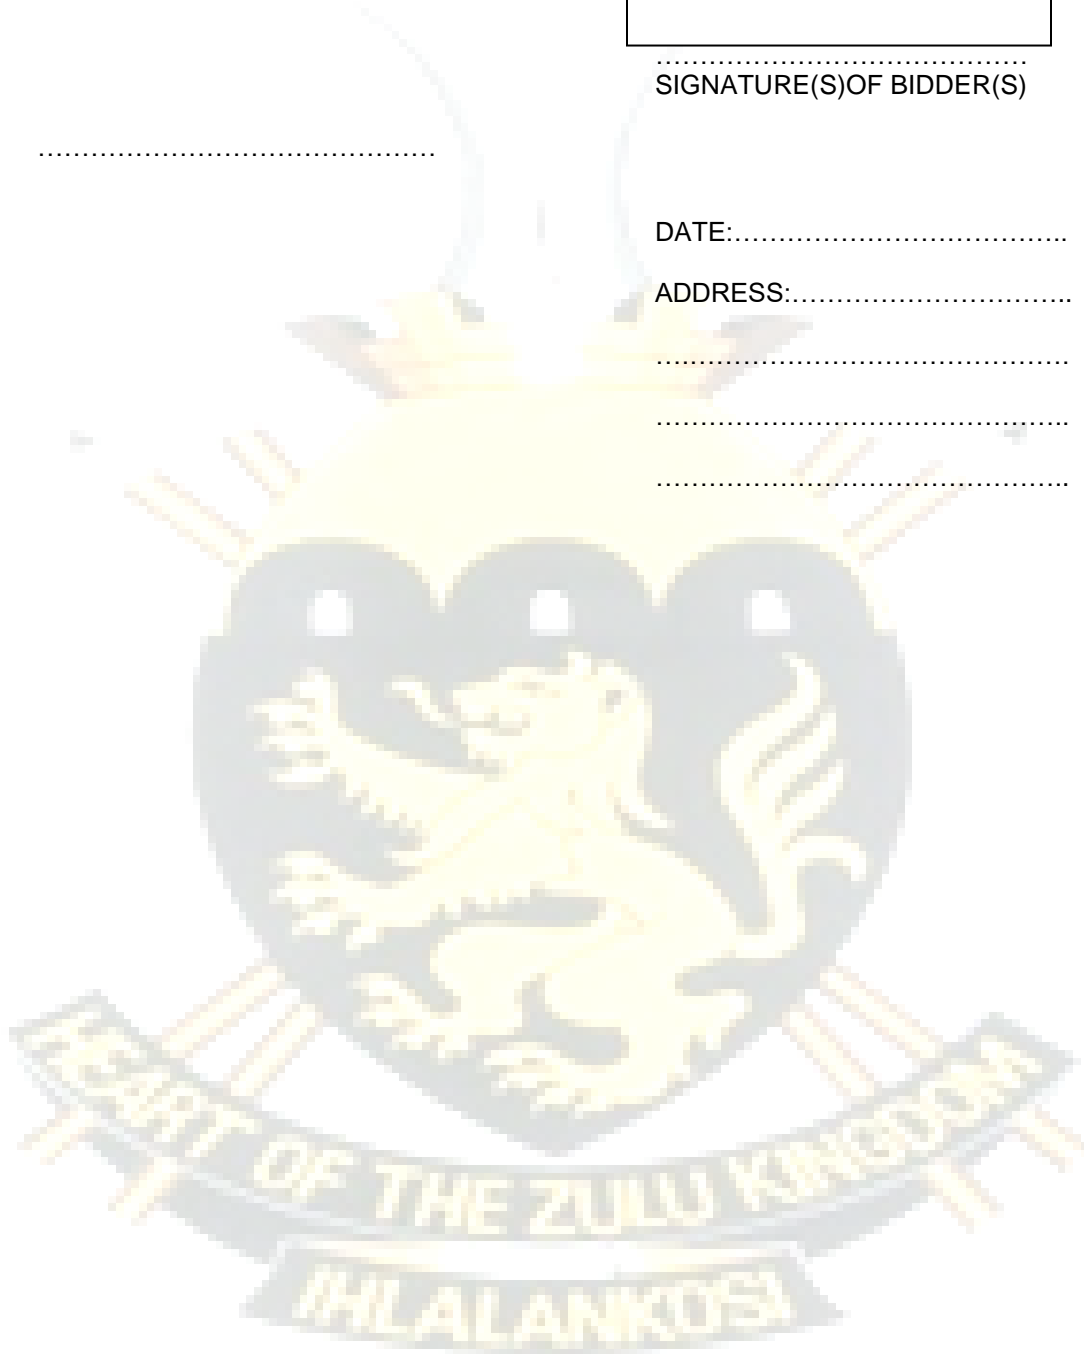 ……………………………………
SIGNATURE(S)OF BIDDER(S)
………………………………………
DATE:………………………………..
ADDRESS:…………………………..
….……………………………………
………………………………………..
………………………………………..
HEART OF THE ZULU KINGDOM
IHLALANKOSI